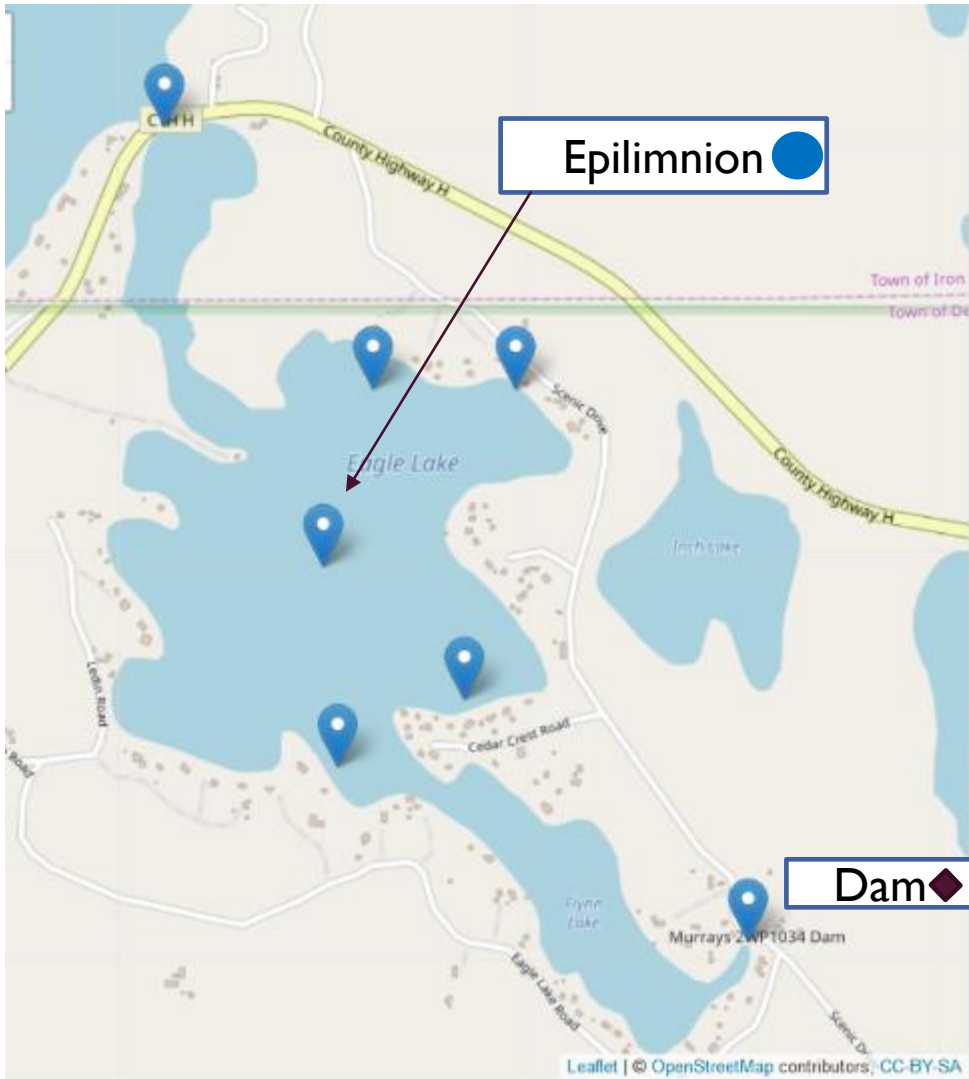 C H H
County Highway H
Epilimnion
Town of Iron
Town of De
Scenic Drive
Eagle Lake
County Highway H
Inch Lake
Ledin Road
Road
Cedar Crest Road
Dam
Flynn
Lake
Murrays 2WP1034 Dam
Eagle Lake Road
Scenic Dr
Leaflet | © OpenStreetMap contributors, CC-BY-SA